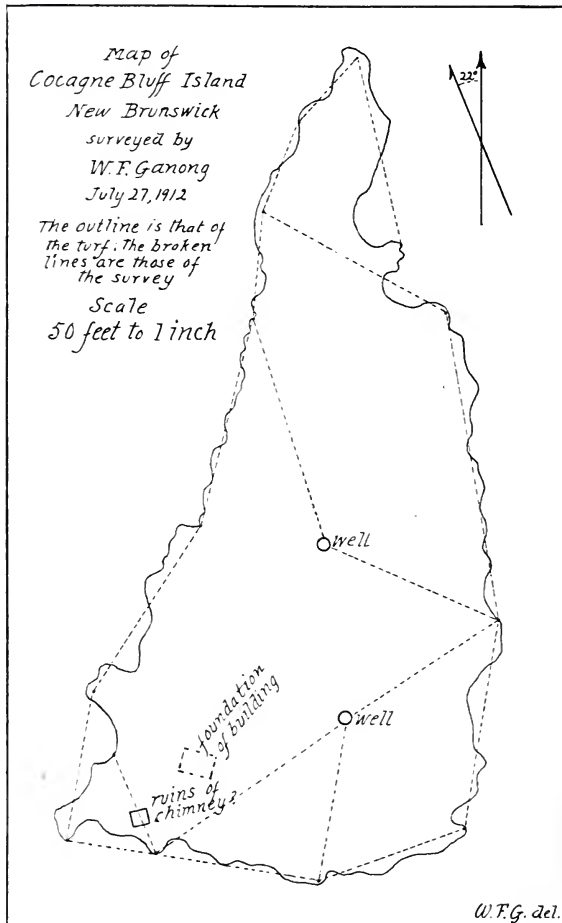 Map of
Cocagne Bluff Island
New Brunswick
surveyed by
W.F. Ganong
July 27, 1912
The outline is that of
the turf; The broken
lines are those of
the survey
Scale
50 feet to 1 inch
22°
well
foundation
of building
well
ruins of
chimney?
W.F.G. del.